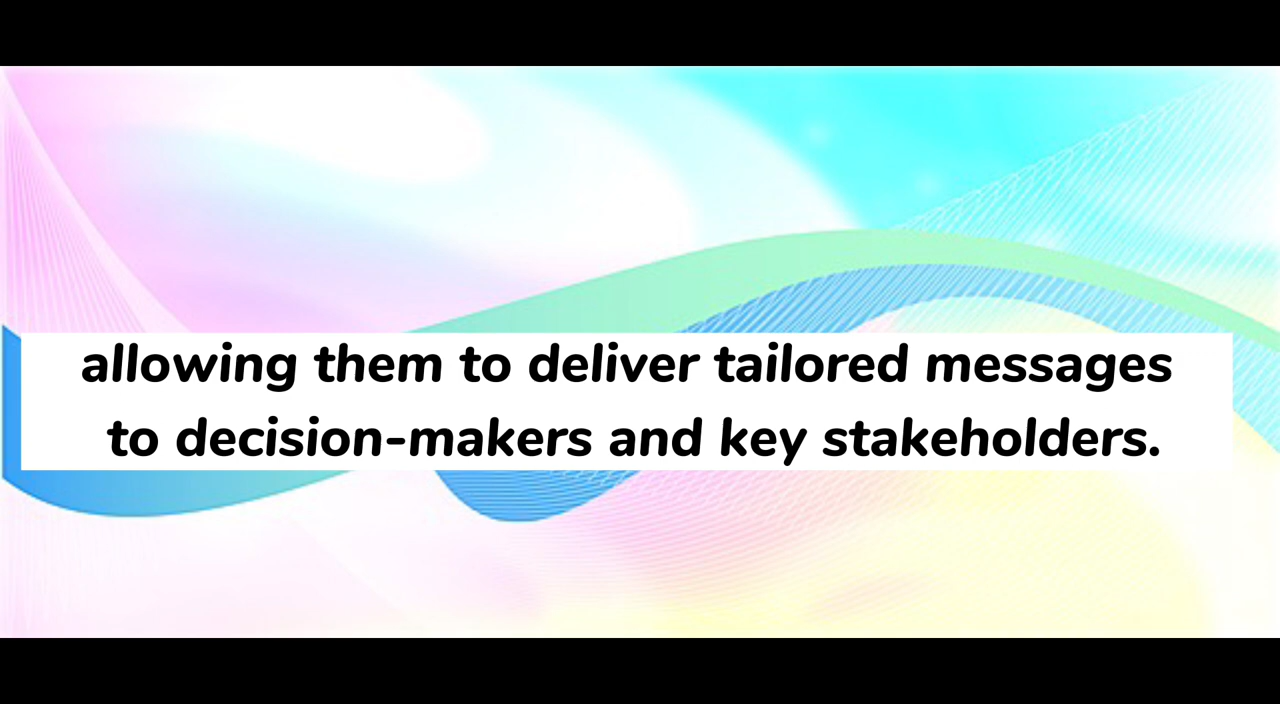 allowing them to deliver tailored messages
to decision-makers and key stakeholders.